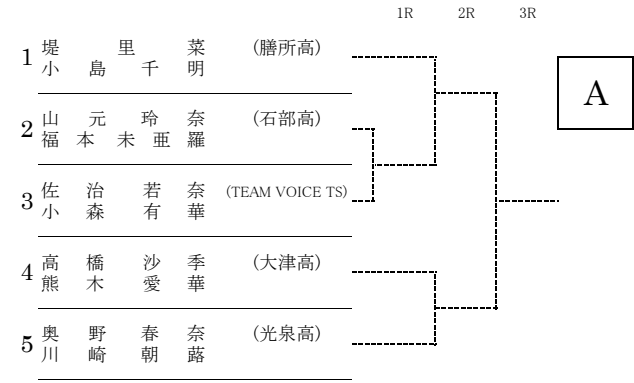 1R 2R 3R
A
1 堤 里 菜 (膳所高)
小 島 千 明
2 山 元 玲 奈 (石部高)
福 本 未 亜 羅
3 佐 治 若 奈 (TEAM VOICE TS)
小 森 有 華
4 高 橋 沙 季 (大津高)
熊 木 愛 華
5 奥 野 春 奈 (光泉高)
川 崎 朝 蕗